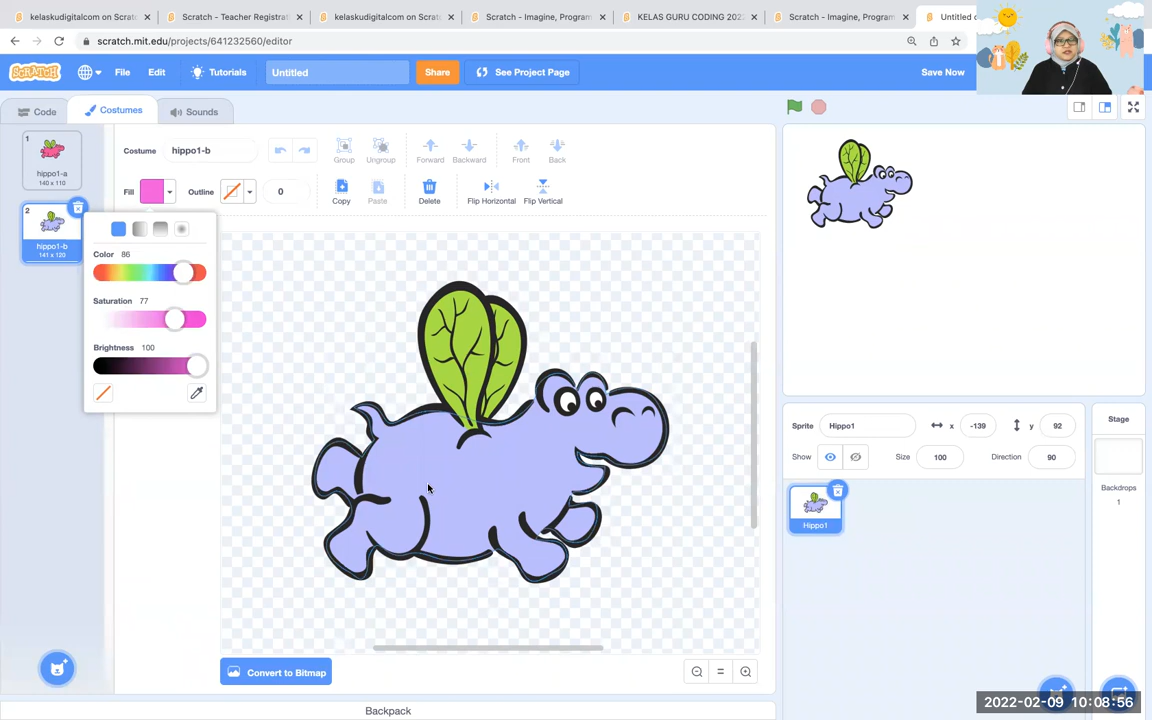 kelaskudigitalcom on Scrat
Scratch - Teacher Registrat
kelaskudigitalcom on Scrat
Scratch - Imagine, Program
KELAS GURU CODING 202
Scratch - Imagine, Program
Untitled o
scratch.mit.edu/projects/641232560/editor
SCRATCH
File
Edit
Tutorials
Untitled
Share
See Project Page
Save Now
Code
Costumes
Sounds
1
hippo1-a
140 x 110
2
hippo1-b
141 x 120
Costume
hippo1-b
Group
Ungroup
Forward
Backward
Front
Back
Fill
Outline
0
Copy
Paste
Delete
Flip Horizontal
Flip Vertical
Color 86
Saturation 77
Brightness 100
Convert to Bitmap
Backpack
Sprite
Hippo1
x
-139
y
92
Show
Size
100
Direction
90
Hippo1
Stage
Backdrops
1
2022-02-09 10:08:56